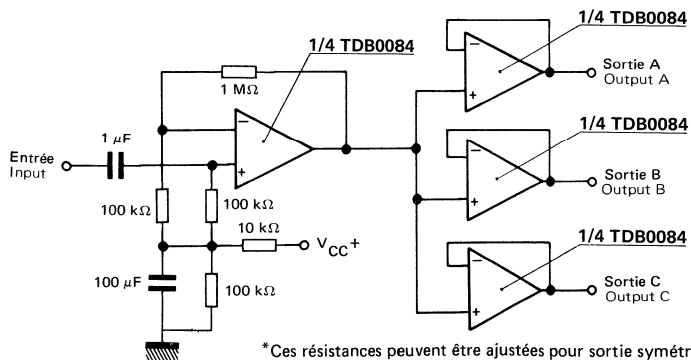 1/4 TDB0084
1/4 TDB0084
Sortie A
Output A
1 MΩ
1 µF
Entrée
Input
1/4 TDB0084
Sortie B
Output B
100 kΩ
100 kΩ
10 kΩ
VCC+
1/4 TDB0084
100 µF
100 kΩ
Sortie C
Output C
*Ces résistances peuvent être ajustées pour sortie symétr